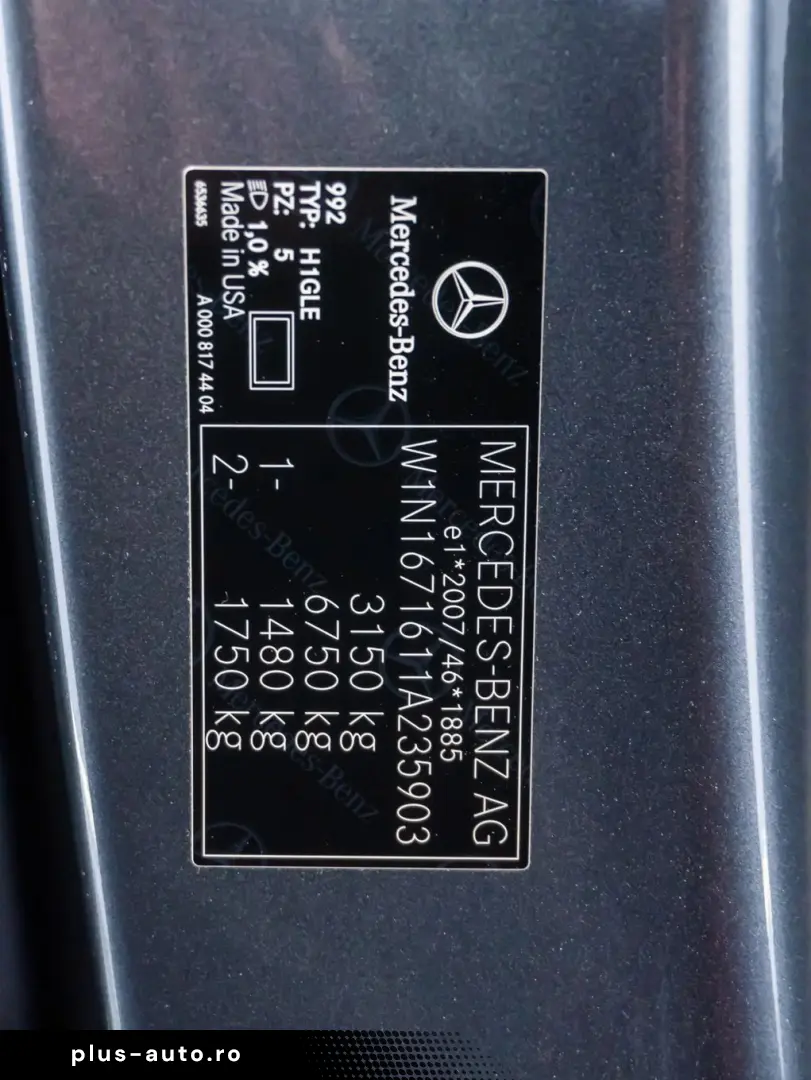 Mercedes-Benz
992
TYP: H1GLE
PZ: 5
1,0 %
Made in USA
6536635
A 000 817 44 04
MERCEDES-BENZ AG
e1*2007/46*1885
W1N1671611A235903
3150 kg
6750 kg
1- 1480 kg
2- 1750 kg
plus-auto.ro